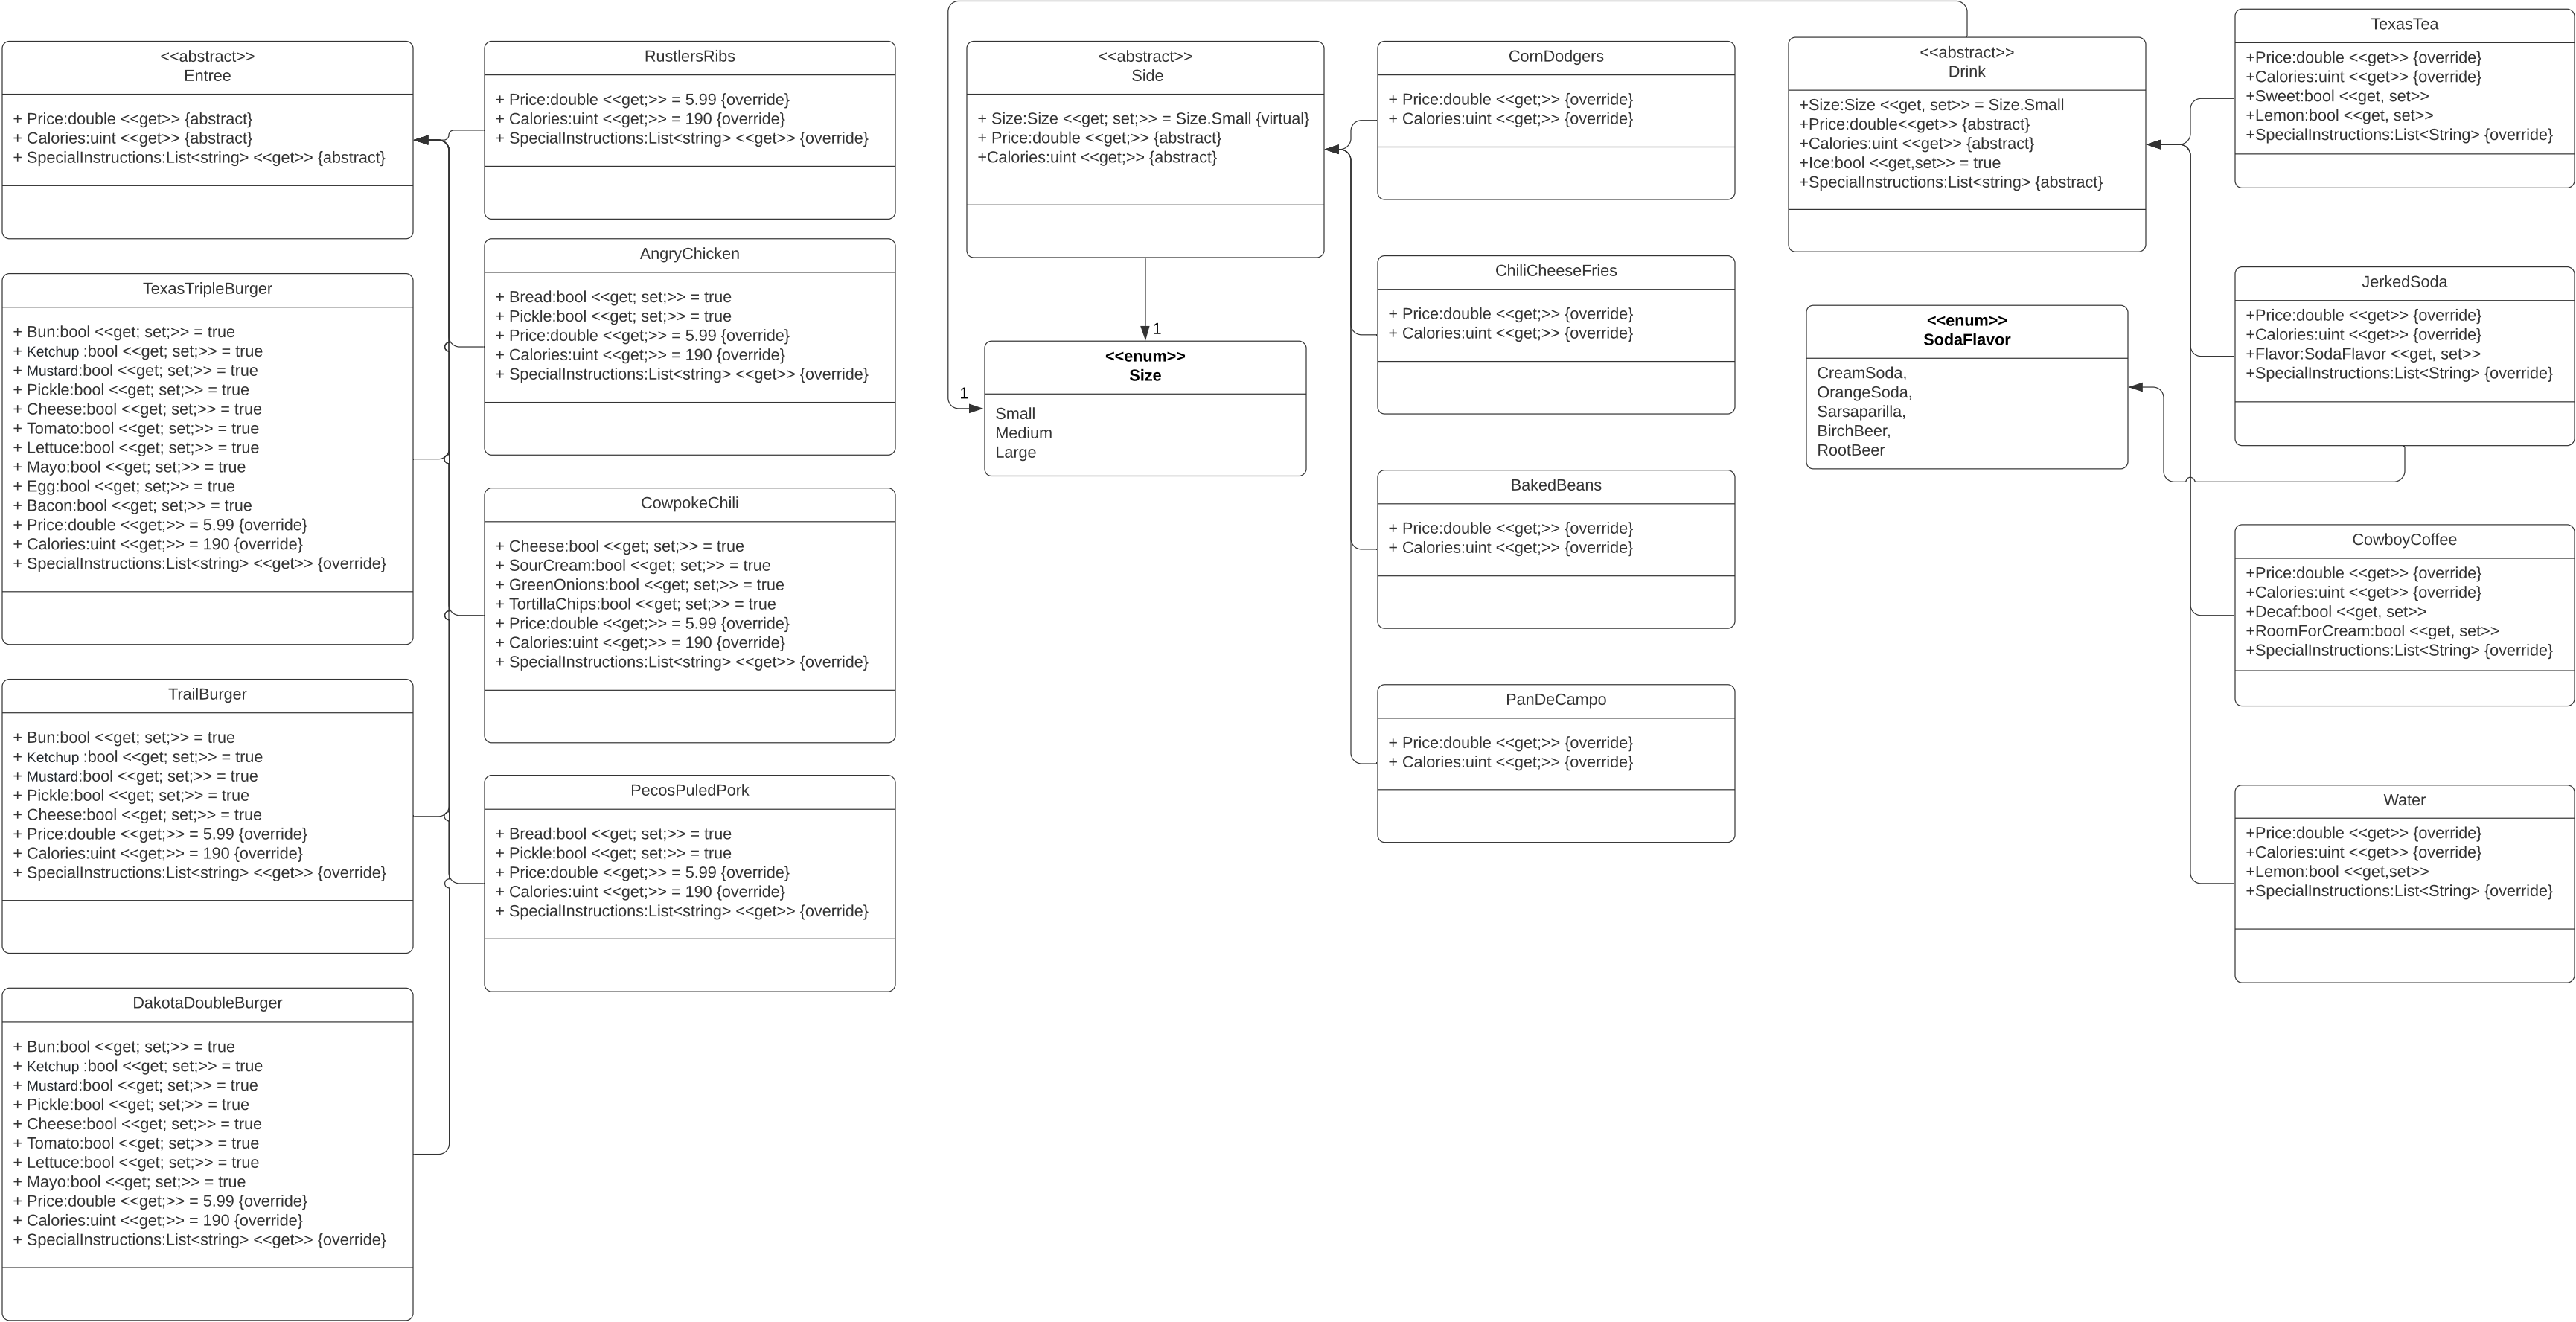 <<abstract>>
Entree
+ Price:double <<get>> {abstract}
+ Calories:uint <<get>> {abstract}
+ SpecialInstructions:List<string> <<get>> {abstract}
TexasTripleBurger
+ Bun:bool <<get; set;>> = true
+ Ketchup :bool <<get; set;>> = true
+ Mustard:bool <<get; set;>> = true
+ Pickle:bool <<get; set;>> = true
+ Cheese:bool <<get; set;>> = true
+ Tomato:bool <<get; set;>> = true
+ Lettuce:bool <<get; set;>> = true
+ Mayo:bool <<get; set;>> = true
+ Egg:bool <<get; set;>> = true
+ Bacon:bool <<get; set;>> = true
+ Price:double <<get;>> = 5.99 {override}
+ Calories:uint <<get;>> = 190 {override}
+ SpecialInstructions:List<string> <<get>> {override}
TrailBurger
+ Bun:bool <<get; set;>> = true
+ Ketchup :bool <<get; set;>> = true
+ Mustard:bool <<get; set;>> = true
+ Pickle:bool <<get; set;>> = true
+ Cheese:bool <<get; set;>> = true
+ Price:double <<get;>> = 5.99 {override}
+ Calories:uint <<get;>> = 190 {override}
+ SpecialInstructions:List<string> <<get>> {override}
DakotaDoubleBurger
+ Bun:bool <<get; set;>> = true
+ Ketchup :bool <<get; set;>> = true
+ Mustard:bool <<get; set;>> = true
+ Pickle:bool <<get; set;>> = true
+ Cheese:bool <<get; set;>> = true
+ Tomato:bool <<get; set;>> = true
+ Lettuce:bool <<get; set;>> = true
+ Mayo:bool <<get; set;>> = true
+ Price:double <<get;>> = 5.99 {override}
+ Calories:uint <<get;>> = 190 {override}
+ SpecialInstructions:List<string> <<get>> {override}
RustlersRibs
+ Price:double <<get;>> = 5.99 {override}
+ Calories:uint <<get;>> = 190 {override}
+ SpecialInstructions:List<string> <<get>> {override}
AngryChicken
+ Bread:bool <<get; set;>> = true
+ Pickle:bool <<get; set;>> = true
+ Price:double <<get;>> = 5.99 {override}
+ Calories:uint <<get;>> = 190 {override}
+ SpecialInstructions:List<string> <<get>> {override}
CowpokeChili
+ Cheese:bool <<get; set;>> = true
+ SourCream:bool <<get; set;>> = true
+ GreenOnions:bool <<get; set;>> = true
+ TortillaChips:bool <<get; set;>> = true
+ Price:double <<get;>> = 5.99 {override}
+ Calories:uint <<get;>> = 190 {override}
+ SpecialInstructions:List<string> <<get>> {override}
PecosPuledPork
+ Bread:bool <<get; set;>> = true
+ Pickle:bool <<get; set;>> = true
+ Price:double <<get;>> = 5.99 {override}
+ Calories:uint <<get;>> = 190 {override}
+ SpecialInstructions:List<string> <<get>> {override}
<<abstract>>
Side
+ Size:Size <<get; set;>> = Size.Small {virtual}
+ Price:double <<get;>> {abstract}
+Calories:uint <<get;>> {abstract}
1
1
<<enum>>
Size
Small
Medium
Large
CornDodgers
+ Price:double <<get;>> {override}
+ Calories:uint <<get;>> {override}
ChiliCheeseFries
+ Price:double <<get;>> {override}
+ Calories:uint <<get;>> {override}
BakedBeans
+ Price:double <<get;>> {override}
+ Calories:uint <<get;>> {override}
PanDeCampo
+ Price:double <<get;>> {override}
+ Calories:uint <<get;>> {override}
<<abstract>>
Drink
+Size:Size <<get, set>> = Size.Small
+Price:double<<get>> {abstract}
+Calories:uint <<get>> {abstract}
+Ice:bool <<get,set>> = true
+SpecialInstructions:List<string> {abstract}
<<enum>>
SodaFlavor
CreamSoda,
OrangeSoda,
Sarsaparilla,
BirchBeer,
RootBeer
TexasTea
+Price:double <<get>> {override}
+Calories:uint <<get>> {override}
+Sweet:bool <<get, set>>
+Lemon:bool <<get, set>>
+SpecialInstructions:List<String> {override}
JerkedSoda
+Price:double <<get>> {override}
+Calories:uint <<get>> {override}
+Flavor:SodaFlavor <<get, set>>
+SpecialInstructions:List<String> {override}
CowboyCoffee
+Price:double <<get>> {override}
+Calories:uint <<get>> {override}
+Decaf:bool <<get, set>>
+RoomForCream:bool <<get, set>>
+SpecialInstructions:List<String> {override}
Water
+Price:double <<get>> {override}
+Calories:uint <<get>> {override}
+Lemon:bool <<get,set>>
+SpecialInstructions:List<String> {override}